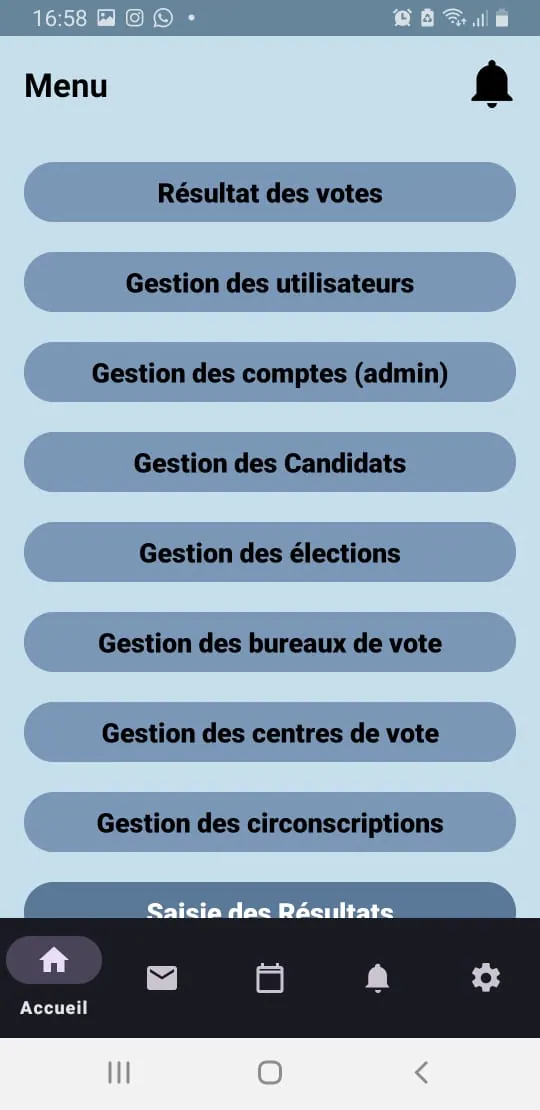 16:58
Menu
Résultat des votes
Gestion des utilisateurs
Gestion des comptes (admin)
Gestion des Candidats
Gestion des élections
Gestion des bureaux de vote
Gestion des centres de vote
Gestion des circonscriptions
Saisie des Résultats
Accueil